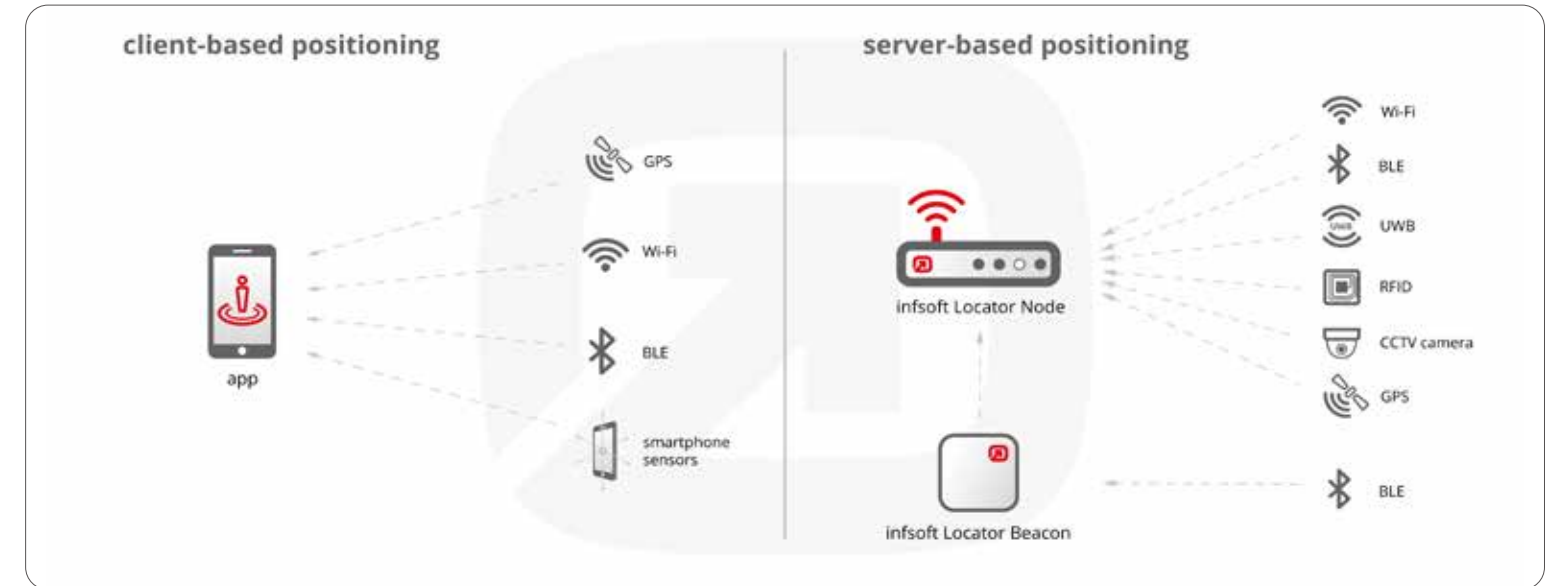 client-based positioning
GPS
Wi-Fi
BLE
smartphone
sensors
app
server-based positioning
Wi-Fi
BLE
UWB
UWB
RFID
CCTV camera
GPS
infsoft Locator Node
BLE
infsoft Locator Beacon